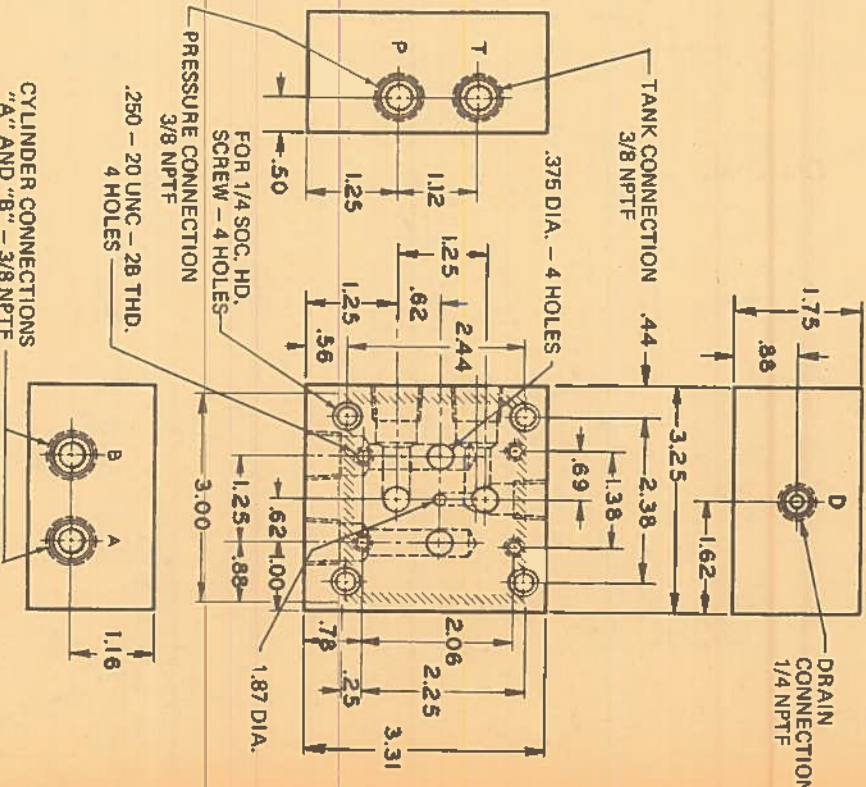 TANK CONNECTION
3/8 NPTF
T
P
PRESSURE CONNECTION
3/8 NPTF
.50
1.25
1.12
FOR 1/4 SOC. HD.
SCREW – 4 HOLES
.250 – 20 UNC – 2B THD.
4 HOLES
CYLINDER CONNECTIONS
"A" AND "B" – 3/8 NPTF
.375 DIA. – 4 HOLES
1.25
.62
1.25
.56
2.44
.44
3.25
2.38
1.38
.69
1.62
1.75
.88
D
DRAIN
CONNECTION
1/4 NPTF
3.00
1.25
.62
.88
1.00
.78
.25
2.06
2.25
3.31
1.87 DIA.
B
A
1.16